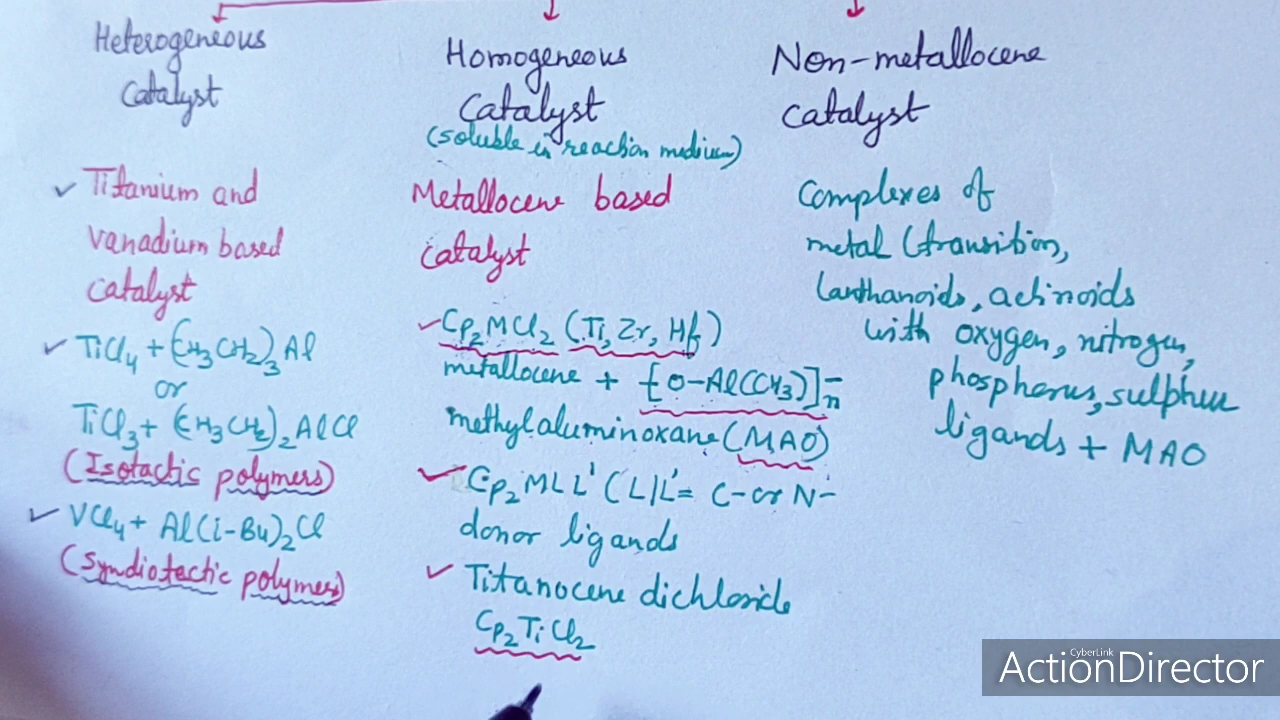 Heterogeneous
Catalyst
✓ Titanium and
vanadium based
catalyst
✓ TiCl4 + (CH3CH2)3Al
or
TiCl3 + (CH3CH2)2AlCl
(Isotactic polymers)
✓ VCl4 + Al(i-Bu)2Cl
(Syndiotactic polymers)
Homogeneous
Catalyst
(soluble in reaction medium)
Metallocene based
catalyst
✓ Cp2MCl2 (Ti, Zr, Hf)
metallocene + [O-Al(CH3)]-n
methylaluminoxane (MAO)
✓ Cp2MLL' (L/L' = C- or N-
donor ligands
✓ Titanocene dichloride
Cp2TiCl2
Non-metallocene
catalyst
Complexes of
metal (transition,
lanthanoids, actinoids
with oxygen, nitrogen,
phosphorus, sulphur
ligands + MAO
CyberLink
ActionDirector